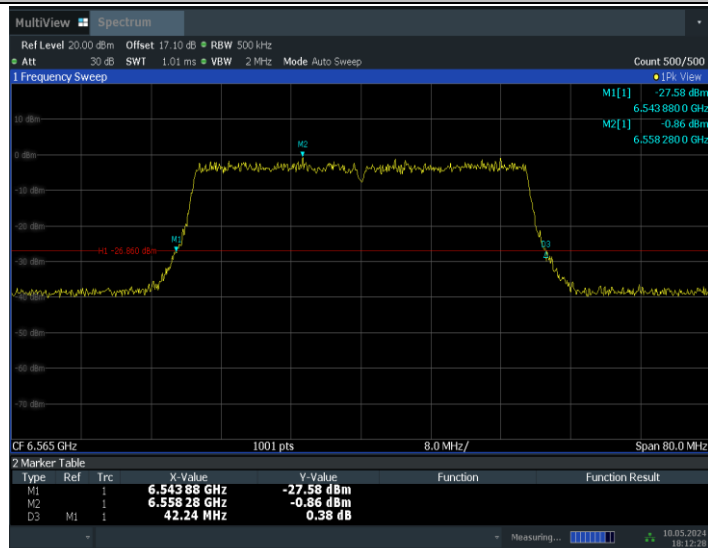 MultiView Spectrum
Ref Level 20.00 dBm Offset 17.10 dB RBW 500 kHz
Att 30 dB SWT 1.01 ms VBW 2 MHz Mode Auto Sweep Count 500/500
1 Frequency Sweep 1Pk View
M1[1] -27.58 dBm
6.543 880 0 GHz
M2[1] -0.86 dBm
6.558 280 0 GHz
10 dBm
M2
0 dBm
-10 dBm
-20 dBm
M1
H1 -26.860 dBm
D3
-30 dBm
-40 dBm
-50 dBm
-60 dBm
-70 dBm
CF 6.565 GHz 1001 pts 8.0 MHz/ Span 80.0 MHz
2 Marker Table
Type Ref Trc X-Value Y-Value Function Function Result
M1 1 6.543 88 GHz -27.58 dBm
M2 1 6.558 28 GHz -0.86 dBm
D3 M1 1 42.24 MHz 0.38 dB
Measuring... 10.05.2024
18:12:28